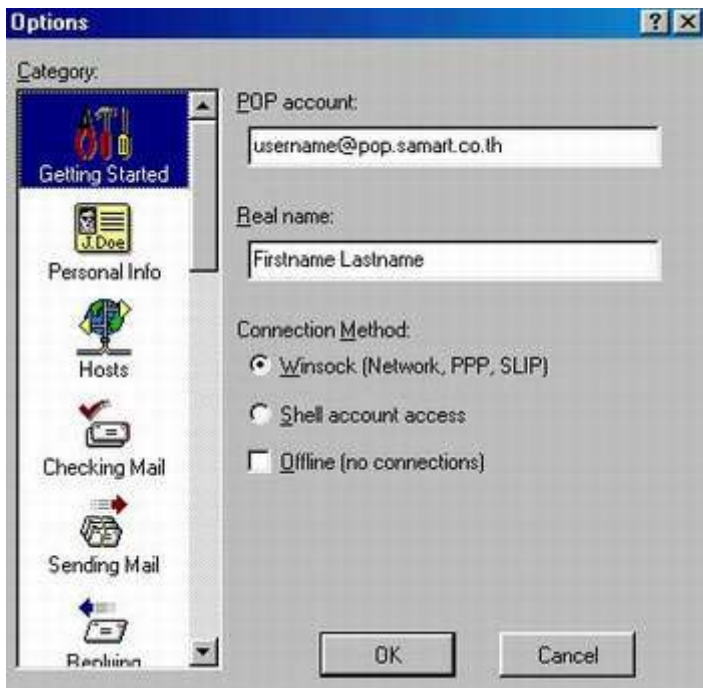 Options
Category:
Getting Started
J.Doe
Personal Info
Hosts
Checking Mail
Sending Mail
Replying
POP account:
username@pop.samart.co.th
Real name:
Firstname Lastname
Connection Method:
Winsock (Network, PPP, SLIP)
Shell account access
Offline (no connections)
OK
Cancel